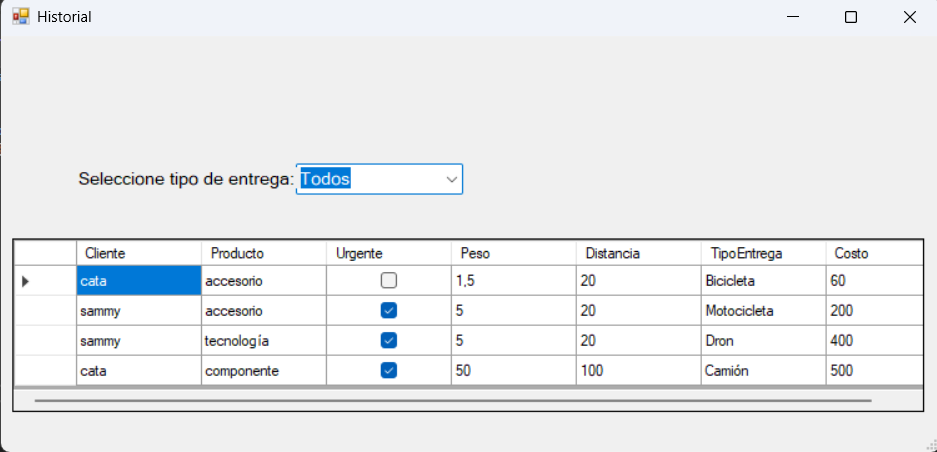 Historial
Seleccione tipo de entrega: Todos
Cliente Producto Urgente Peso Distancia TipoEntrega Costo
cata accesorio 1,5 20 Bicicleta 60
sammy accesorio 5 20 Motocicleta 200
sammy tecnología 5 20 Dron 400
cata componente 50 100 Camión 500